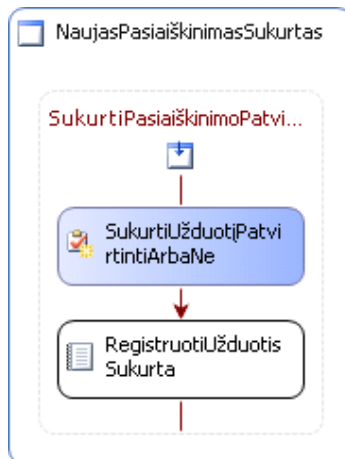 NaujasPasiaiškinimasSukurtas
SukurtiPasiaiškinimoPatvi...
SukurtiUžduotįPatvi
rtintiArbaNe
RegistruotiUžduotis
Sukurta